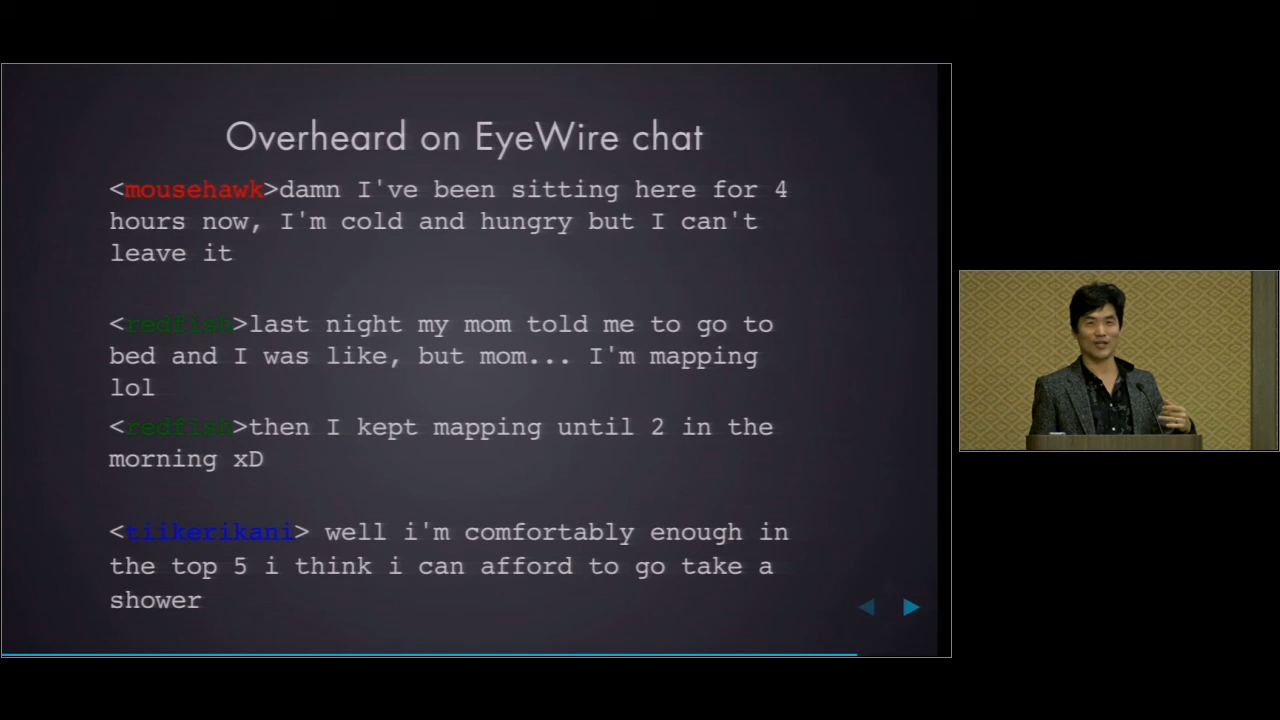 Overheard on EyeWire chat
<mousehawk>damn I've been sitting here for 4
hours now, I'm cold and hungry but I can't
leave it
<redfish>last night my mom told me to go to
bed and I was like, but mom... I'm mapping
lol
<redfish>then I kept mapping until 2 in the
morning xD
<tiikerikani> well i'm comfortably enough in
the top 5 i think i can afford to go take a
shower